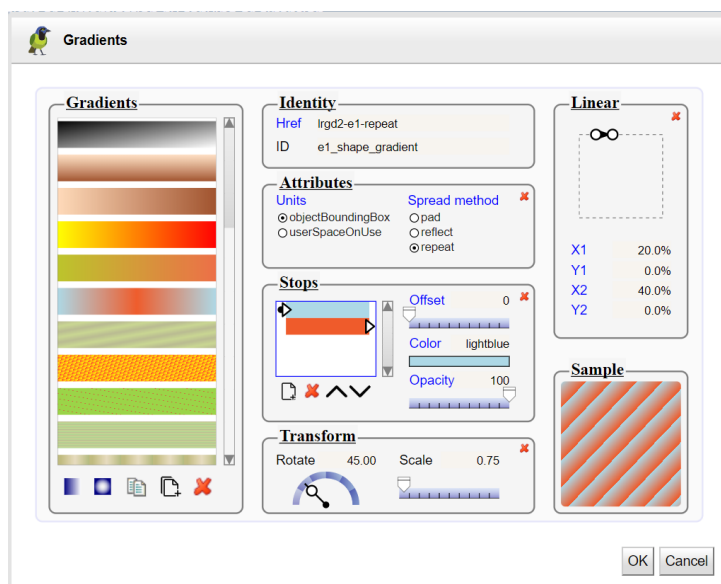 Gradients
Gradients
Identity
Href lrgd2-e1-repeat
ID e1_shape_gradient
Attributes
Units Spread method
objectBoundingBox pad
userSpaceOnUse reflect
repeat
Stops
Offset 0
Color lightblue
Opacity 100
Transform
Rotate 45.00 Scale 0.75
Linear
X1 20.0%
Y1 0.0%
X2 40.0%
Y2 0.0%
Sample
OK Cancel